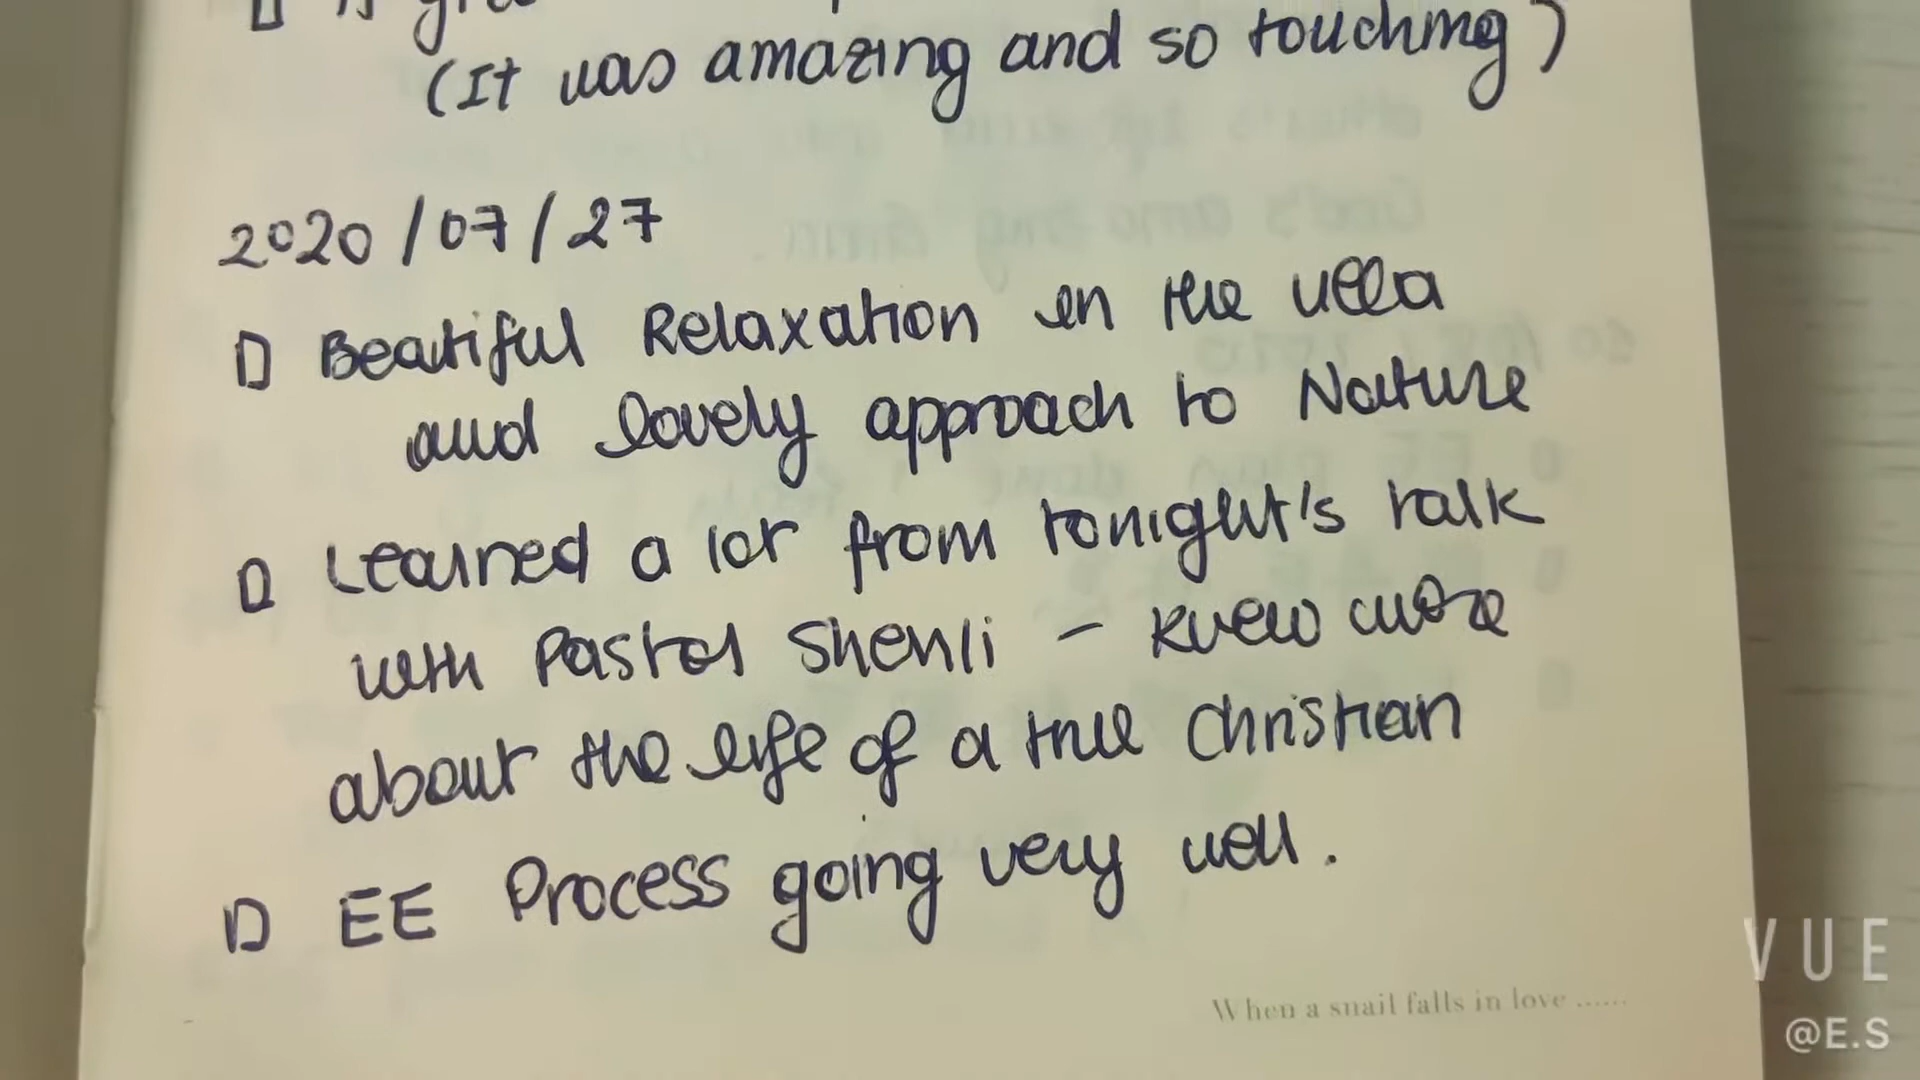 (It was amazing and so touching)
2020/07/27
Beautiful Relaxation in the villa
and lovely approach to Nature
Learned a lot from tonight's talk
with Pastor Shenli – knew more
about the life of a true Christian
EE Process going very well.
When a snail falls in love ......
VUE
@E.S